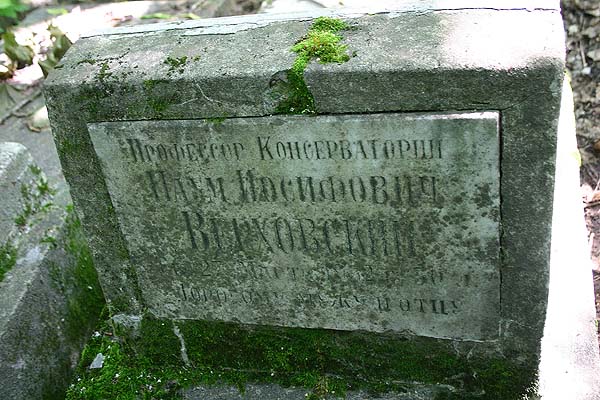 Профессор Консерватории
Наум Иосифович
Верховский
мужу и отцу